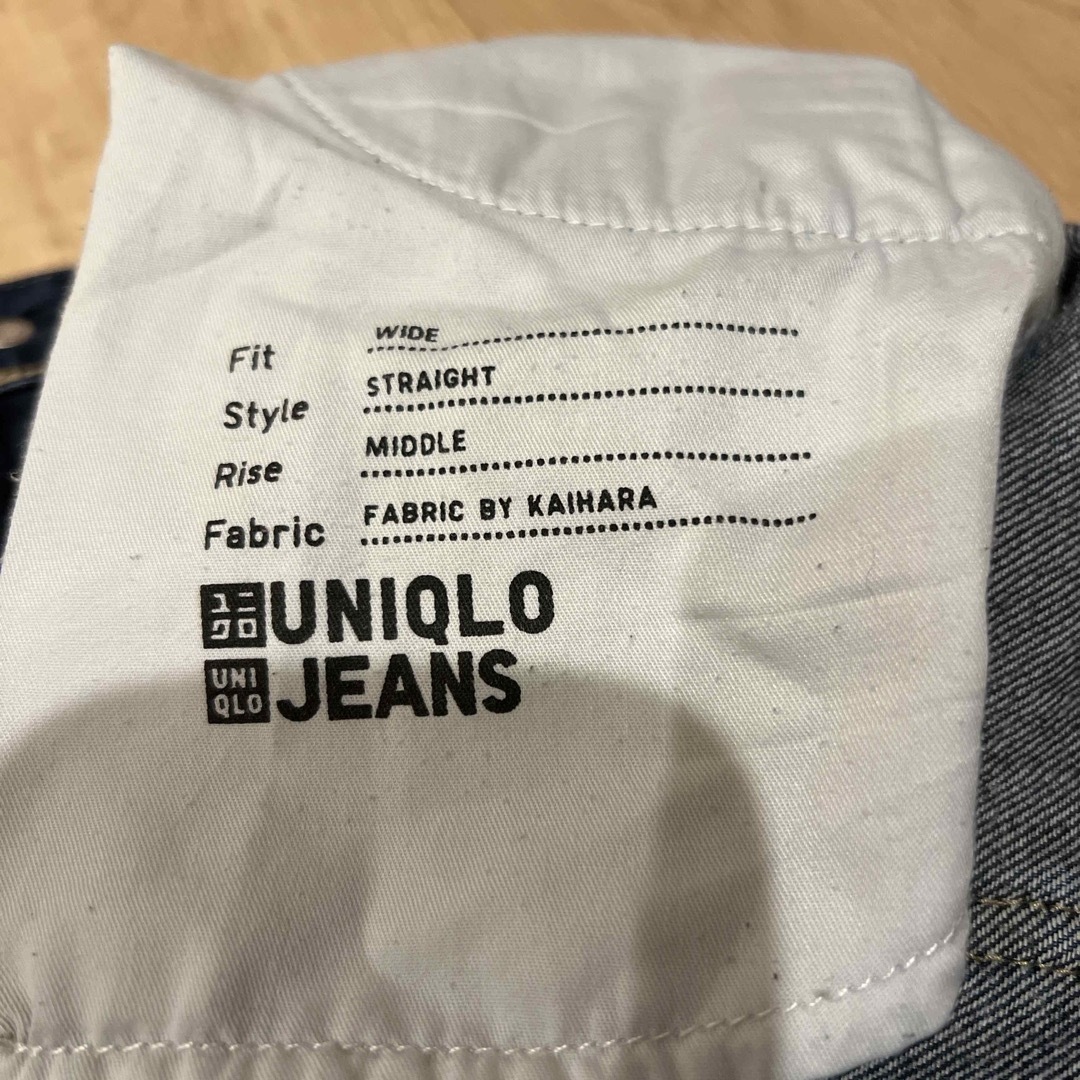 Fit WIDE
Style STRAIGHT
Rise MIDDLE
Fabric FABRIC BY KAIHARA
ユニ
クロ
UNIQLO
UNI
QLO
JEANS